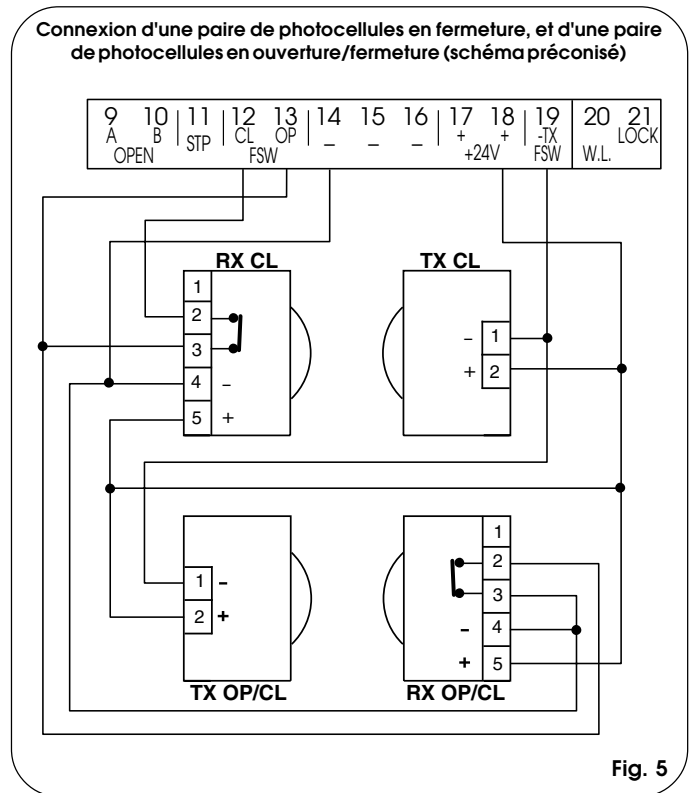 Connexion d'une paire de photocellules en fermeture, et d'une paire
de photocellules en ouverture/fermeture (schéma préconisé)
9 10 11 12 13 14 15 16 17 18 19 20 21
A B STP CL OP _ _ _ + + -TX LOCK
OPEN FSW +24V FSW W.L.
RX CL TX CL
1
2
3
4 -
5 +
- 1
+ 2
1 -
2 +
1
2
3
- 4
+ 5
TX OP/CL RX OP/CL
Fig. 5